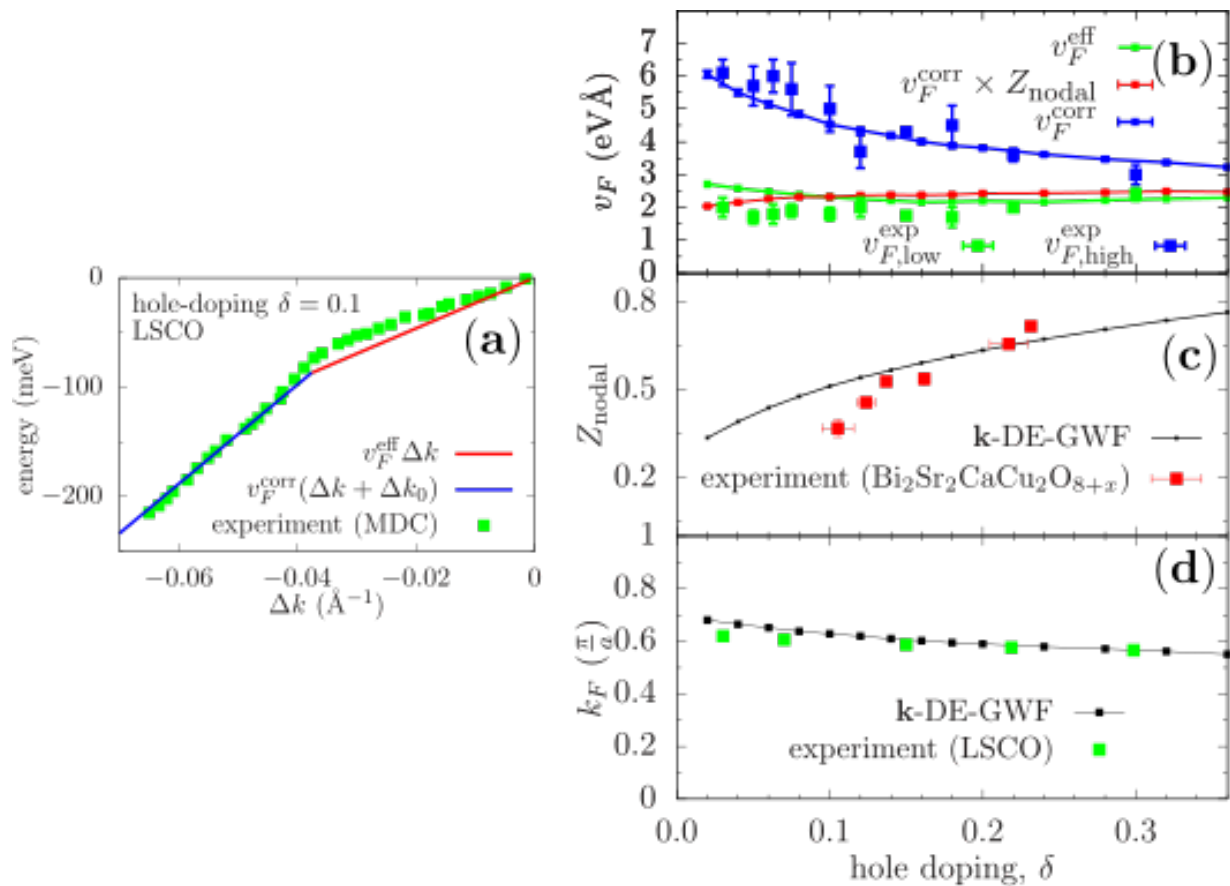 0
−100
−200
energy (meV)
hole-doping δ = 0.1
LSCO
(a)
v_F^eff Δk
v_F^corr(Δk + Δk₀)
experiment (MDC)
−0.06
−0.04
−0.02
0
Δk (Å⁻¹)
7
6
5
4
3
2
1
0
v_F (eVÅ)
(b)
v_F^eff
v_F^corr × Z_nodal
v_F^corr
v_F,low^exp
v_F,high^exp
0.8
0.5
0.2
1
Z_nodal
(c)
k-DE-GWF
experiment (Bi₂Sr₂CaCu₂O₈₊ₓ)
0.8
0.6
0.4
0.2
0
k_F (π/a)
(d)
k-DE-GWF
experiment (LSCO)
0.0
0.1
0.2
0.3
hole doping, δ